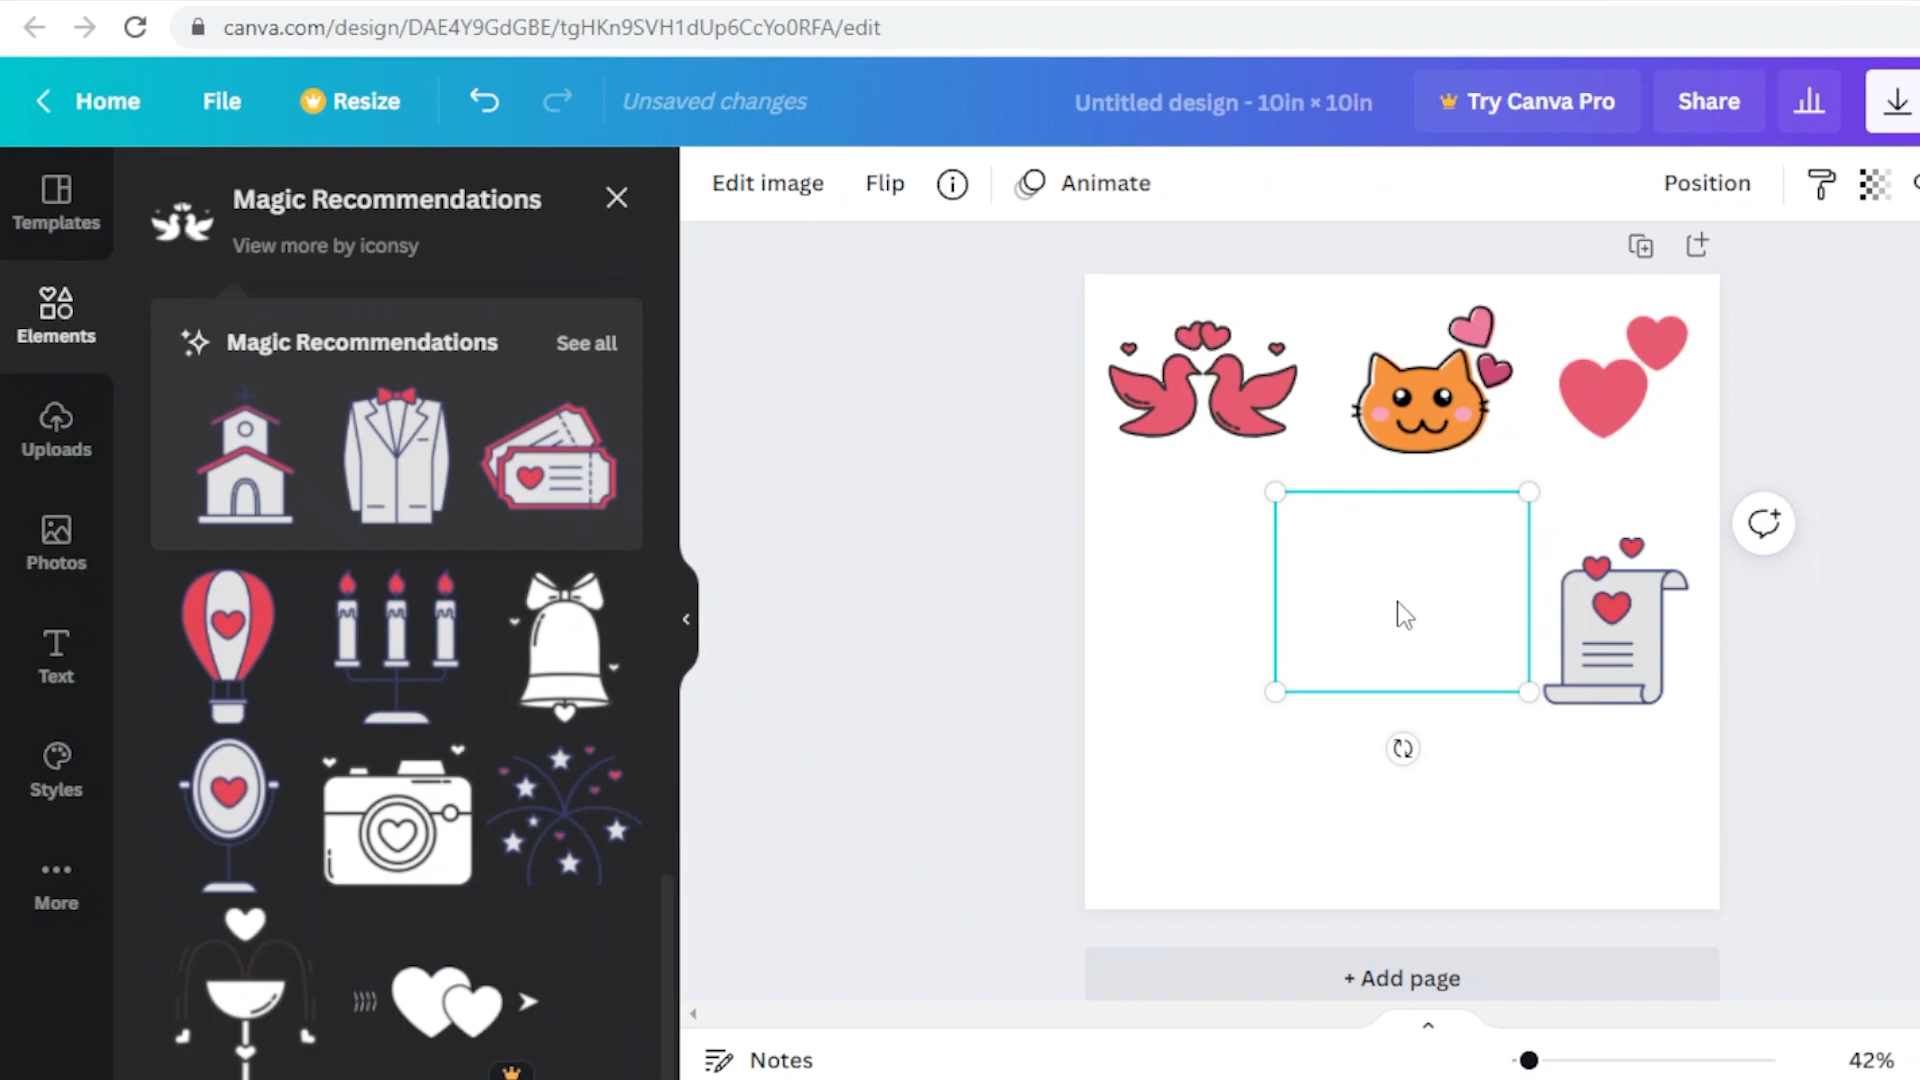 canva.com/design/DAE4Y9GdGBE/tgHKn9SVH1dUp6CcYo0RFA/edit
Home
File
Resize
Unsaved changes
Untitled design - 10in × 10in
Try Canva Pro
Share
Templates
Elements
Uploads
Photos
Text
Styles
More
Magic Recommendations
View more by iconsy
Magic Recommendations
See all
Edit image
Flip
Animate
Position
+ Add page
Notes
42%